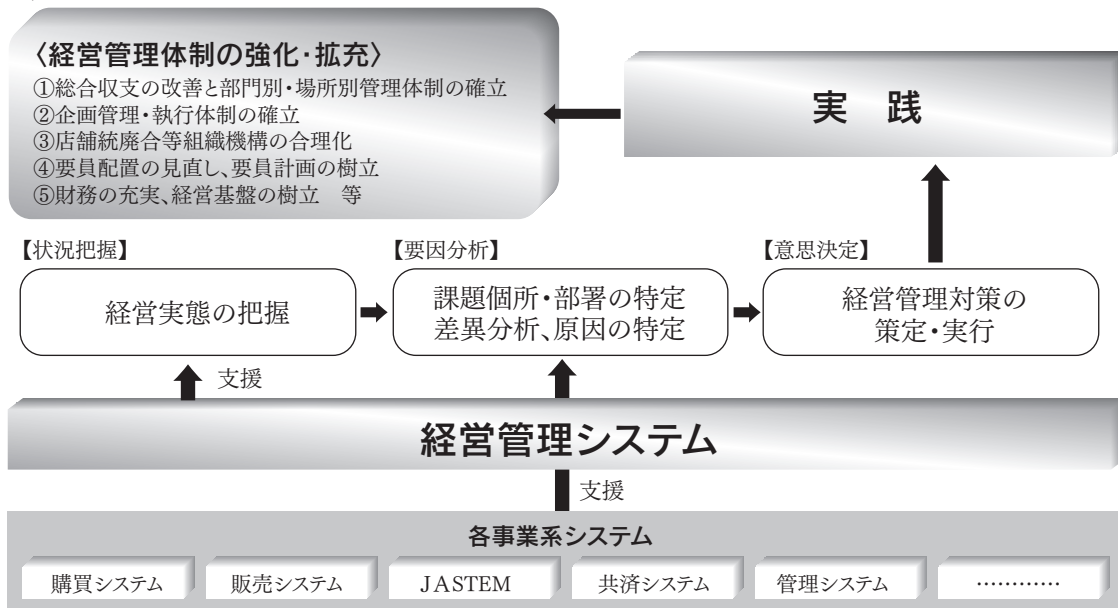 〈経営管理体制の強化・拡充〉
①総合収支の改善と部門別・場所別管理体制の確立
②企画管理・執行体制の確立
③店舗統廃合等組織機構の合理化
④要員配置の見直し、要員計画の樹立
⑤財務の充実、経営基盤の樹立　等
実　践
【状況把握】
経営実態の把握
【要因分析】
課題個所・部署の特定
差異分析、原因の特定
【意思決定】
経営管理対策の
策定・実行
支援
経営管理システム
支援
各事業系システム
購買システム
販売システム
JASTEM
共済システム
管理システム
…………